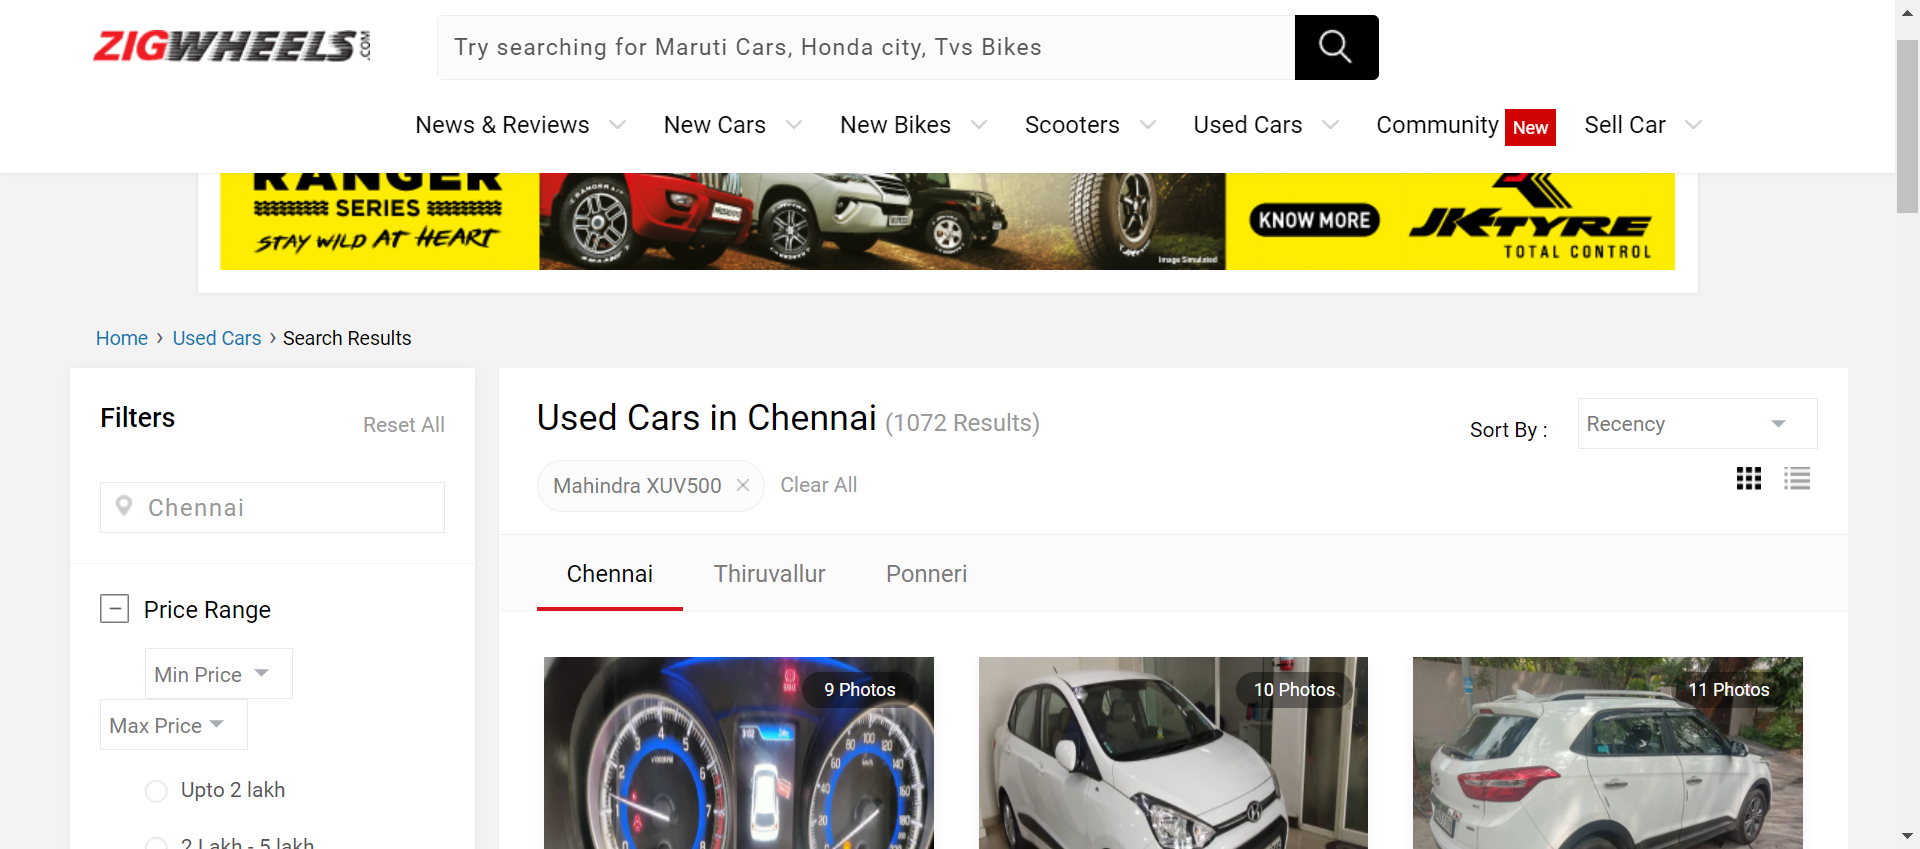 ZIGWHEELS.COM
Try searching for Maruti Cars, Honda city, Tvs Bikes
News & Reviews New Cars New Bikes Scooters Used Cars Community New Sell Car
RANGER
SERIES
STAY WILD AT HEART
KNOW MORE
JK TYRE
TOTAL CONTROL
Image Simulated
Home › Used Cars › Search Results
Filters
Reset All
Chennai
Price Range
Min Price
Max Price
Upto 2 lakh
2 Lakh - 5 lakh
Used Cars in Chennai (1072 Results)
Sort By : Recency
Mahindra XUV500 × Clear All
Chennai Thiruvallur Ponneri
9 Photos
10 Photos
11 Photos